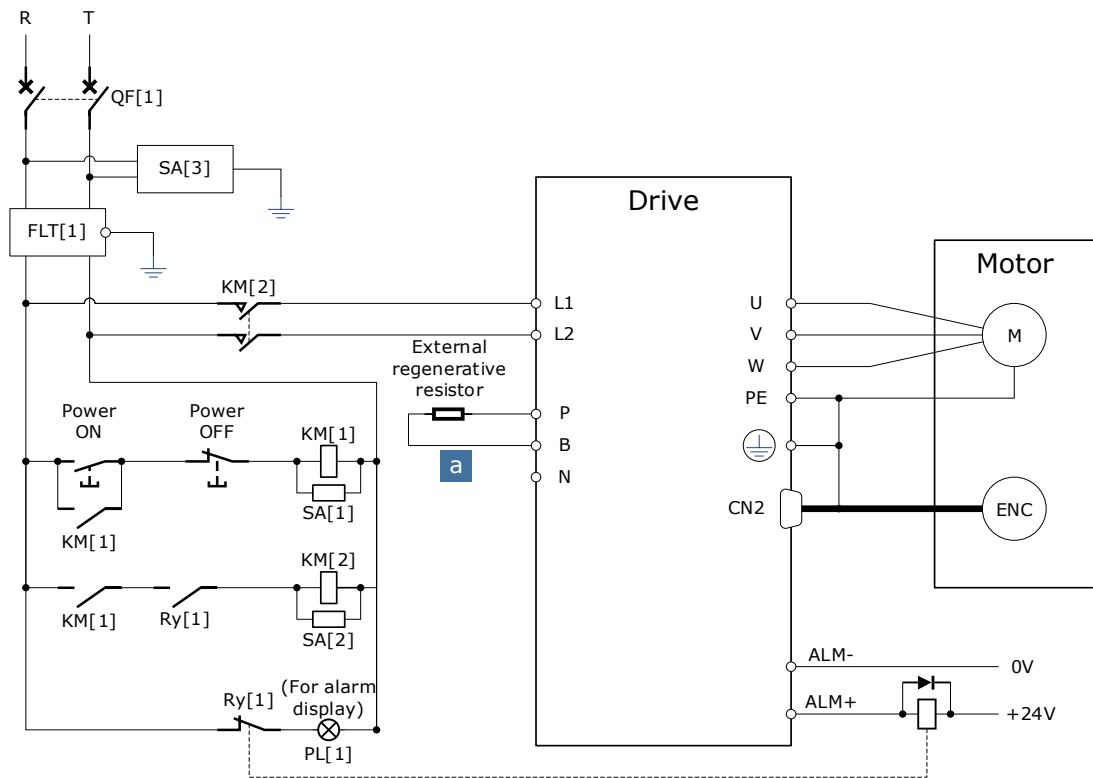 R
T
QF[1]
SA[3]
FLT[1]
Drive
Motor
KM[2]
L1
L2
U
V
W
PE
M
External
regenerative
resistor
P
B
N
a
Power
ON
Power
OFF
KM[1]
SA[1]
KM[1]
CN2
ENC
KM[2]
KM[1]
Ry[1]
SA[2]
Ry[1]
(For alarm
display)
PL[1]
ALM-
0V
ALM+
+24V